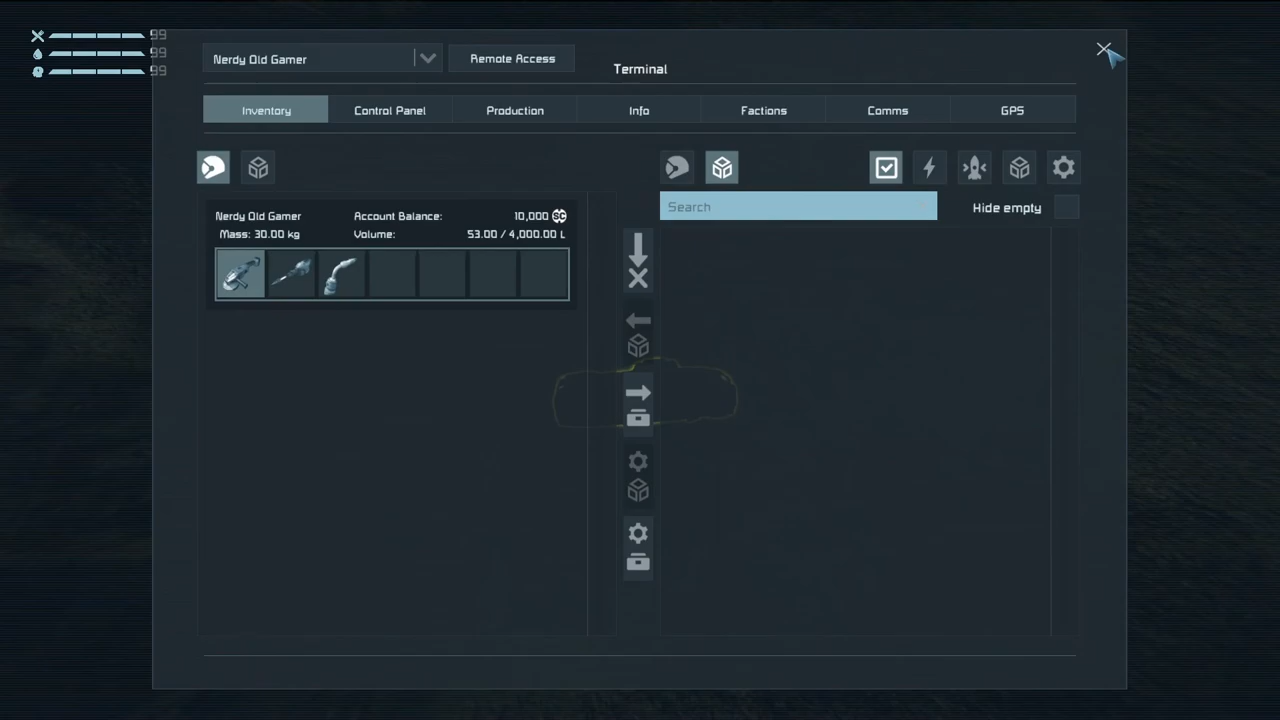 99
99
99
Nerdy Old Gamer
Remote Access
Terminal
Inventory
Control Panel
Production
Info
Factions
Comms
GPS
Search
Hide empty
Nerdy Old Gamer
Account Balance:
10,000 SC
Mass: 30.00 kg
Volume:
53.00 / 4,000.00 L